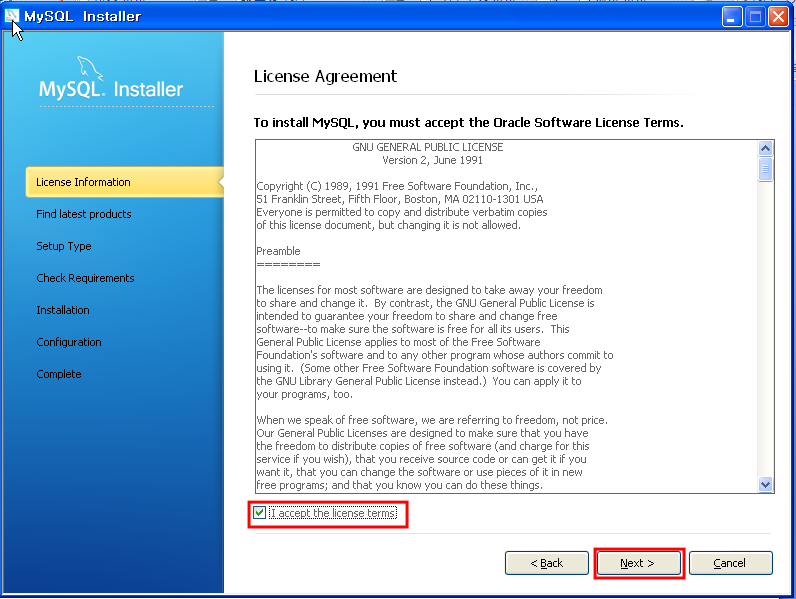 MySQL Installer
MySQL® Installer
License Information
Find latest products
Setup Type
Check Requirements
Installation
Configuration
Complete
License Agreement
To install MySQL, you must accept the Oracle Software License Terms.
GNU GENERAL PUBLIC LICENSE
Version 2, June 1991
Copyright (C) 1989, 1991 Free Software Foundation, Inc.,
51 Franklin Street, Fifth Floor, Boston, MA 02110-1301 USA
Everyone is permitted to copy and distribute verbatim copies
of this license document, but changing it is not allowed.
Preamble
========
The licenses for most software are designed to take away your freedom
to share and change it.  By contrast, the GNU General Public License is
intended to guarantee your freedom to share and change free
software--to make sure the software is free for all its users.  This
General Public License applies to most of the Free Software
Foundation's software and to any other program whose authors commit to
using it.  (Some other Free Software Foundation software is covered by
the GNU Library General Public License instead.)  You can apply it to
your programs, too.
When we speak of free software, we are referring to freedom, not price.
Our General Public Licenses are designed to make sure that you have
the freedom to distribute copies of free software (and charge for this
service if you wish), that you receive source code or can get it if you
want it, that you can change the software or use pieces of it in new
free programs; and that you know you can do these things.
I accept the license terms
< Back
Next >
Cancel